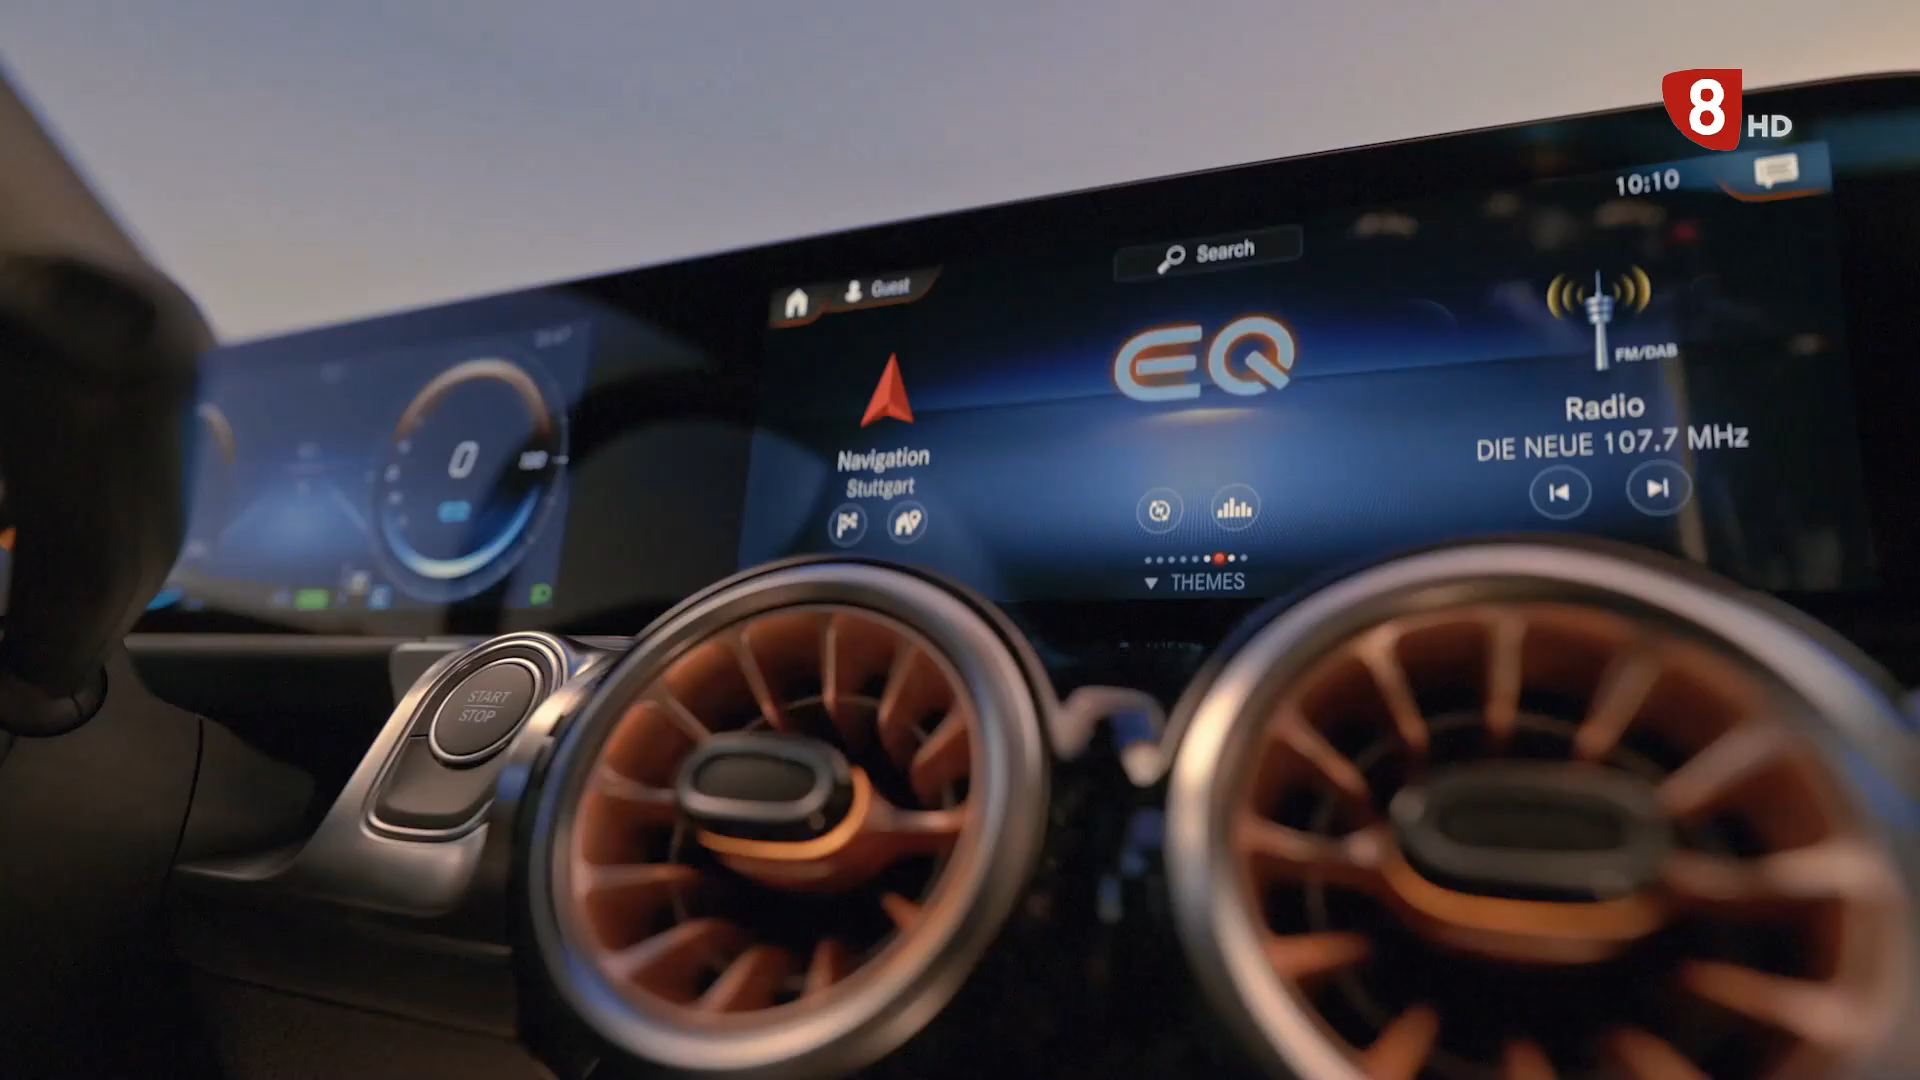 8 HD
10:10
Search
Guest
EQ
FM/DAB
Navigation
Stuttgart
Radio
DIE NEUE 107.7 MHz
THEMES
0
START
STOP